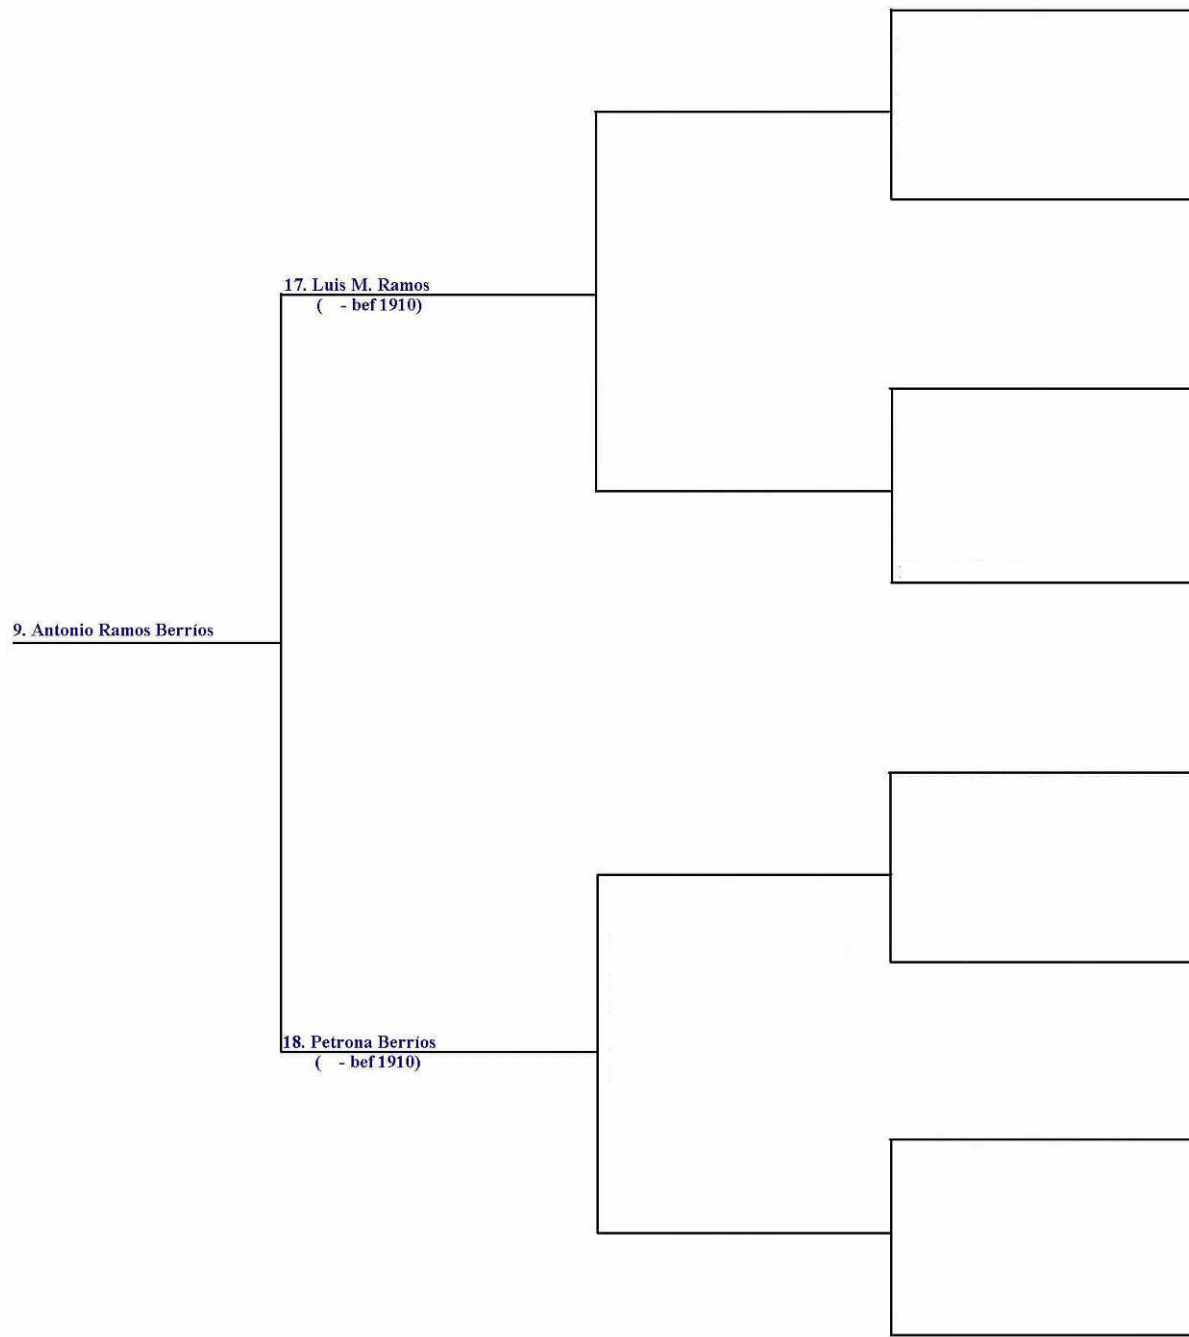 17. Luis M. Ramos
( - bef 1910)
9. Antonio Ramos Berríos
18. Petrona Berríos
( - bef 1910)